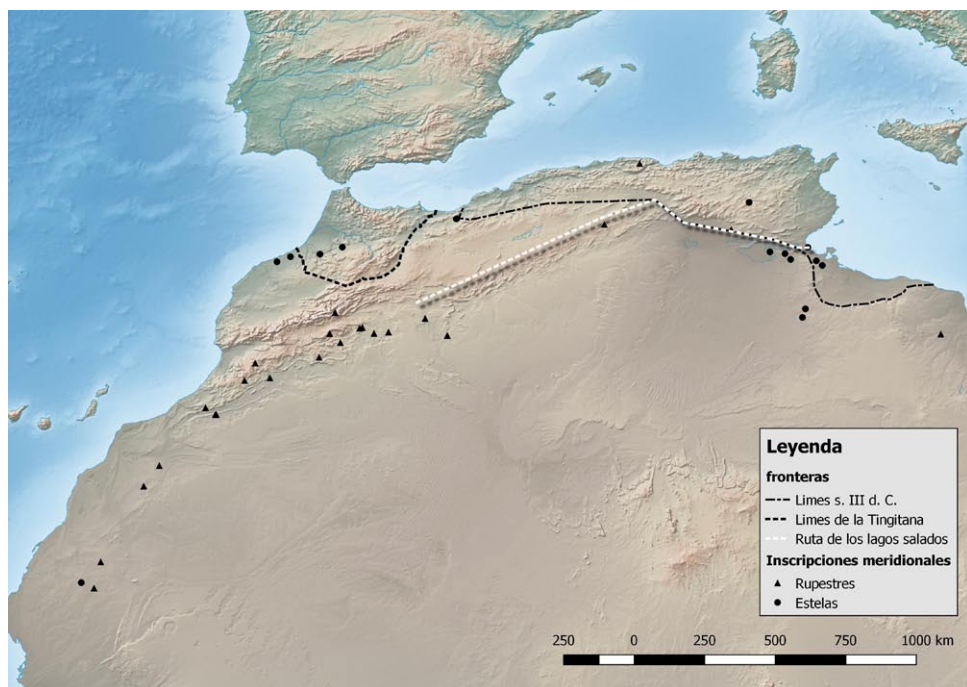 Leyenda
fronteras
Limes s. III d. C.
Limes de la Tingitana
Ruta de los lagos salados
Inscripciones meridionales
Rupestres
Estelas
250 0 250 500 750 1000 km